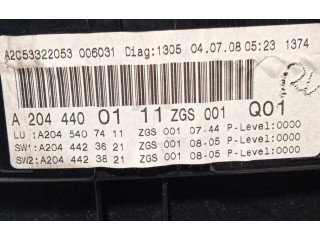 A2C53322053 006031 Diag:1305 04.07.08 05:23 1374
A 204 440 01 11 ZGS 001 Q01
LU :A204 540 74 11 ZGS 001 07-44 P-Level:0000
SW1:A204 442 36 21 ZGS 001 08-05 P-Level:0000
SW2:A204 442 38 21 ZGS 001 08-05 P-Level:0000